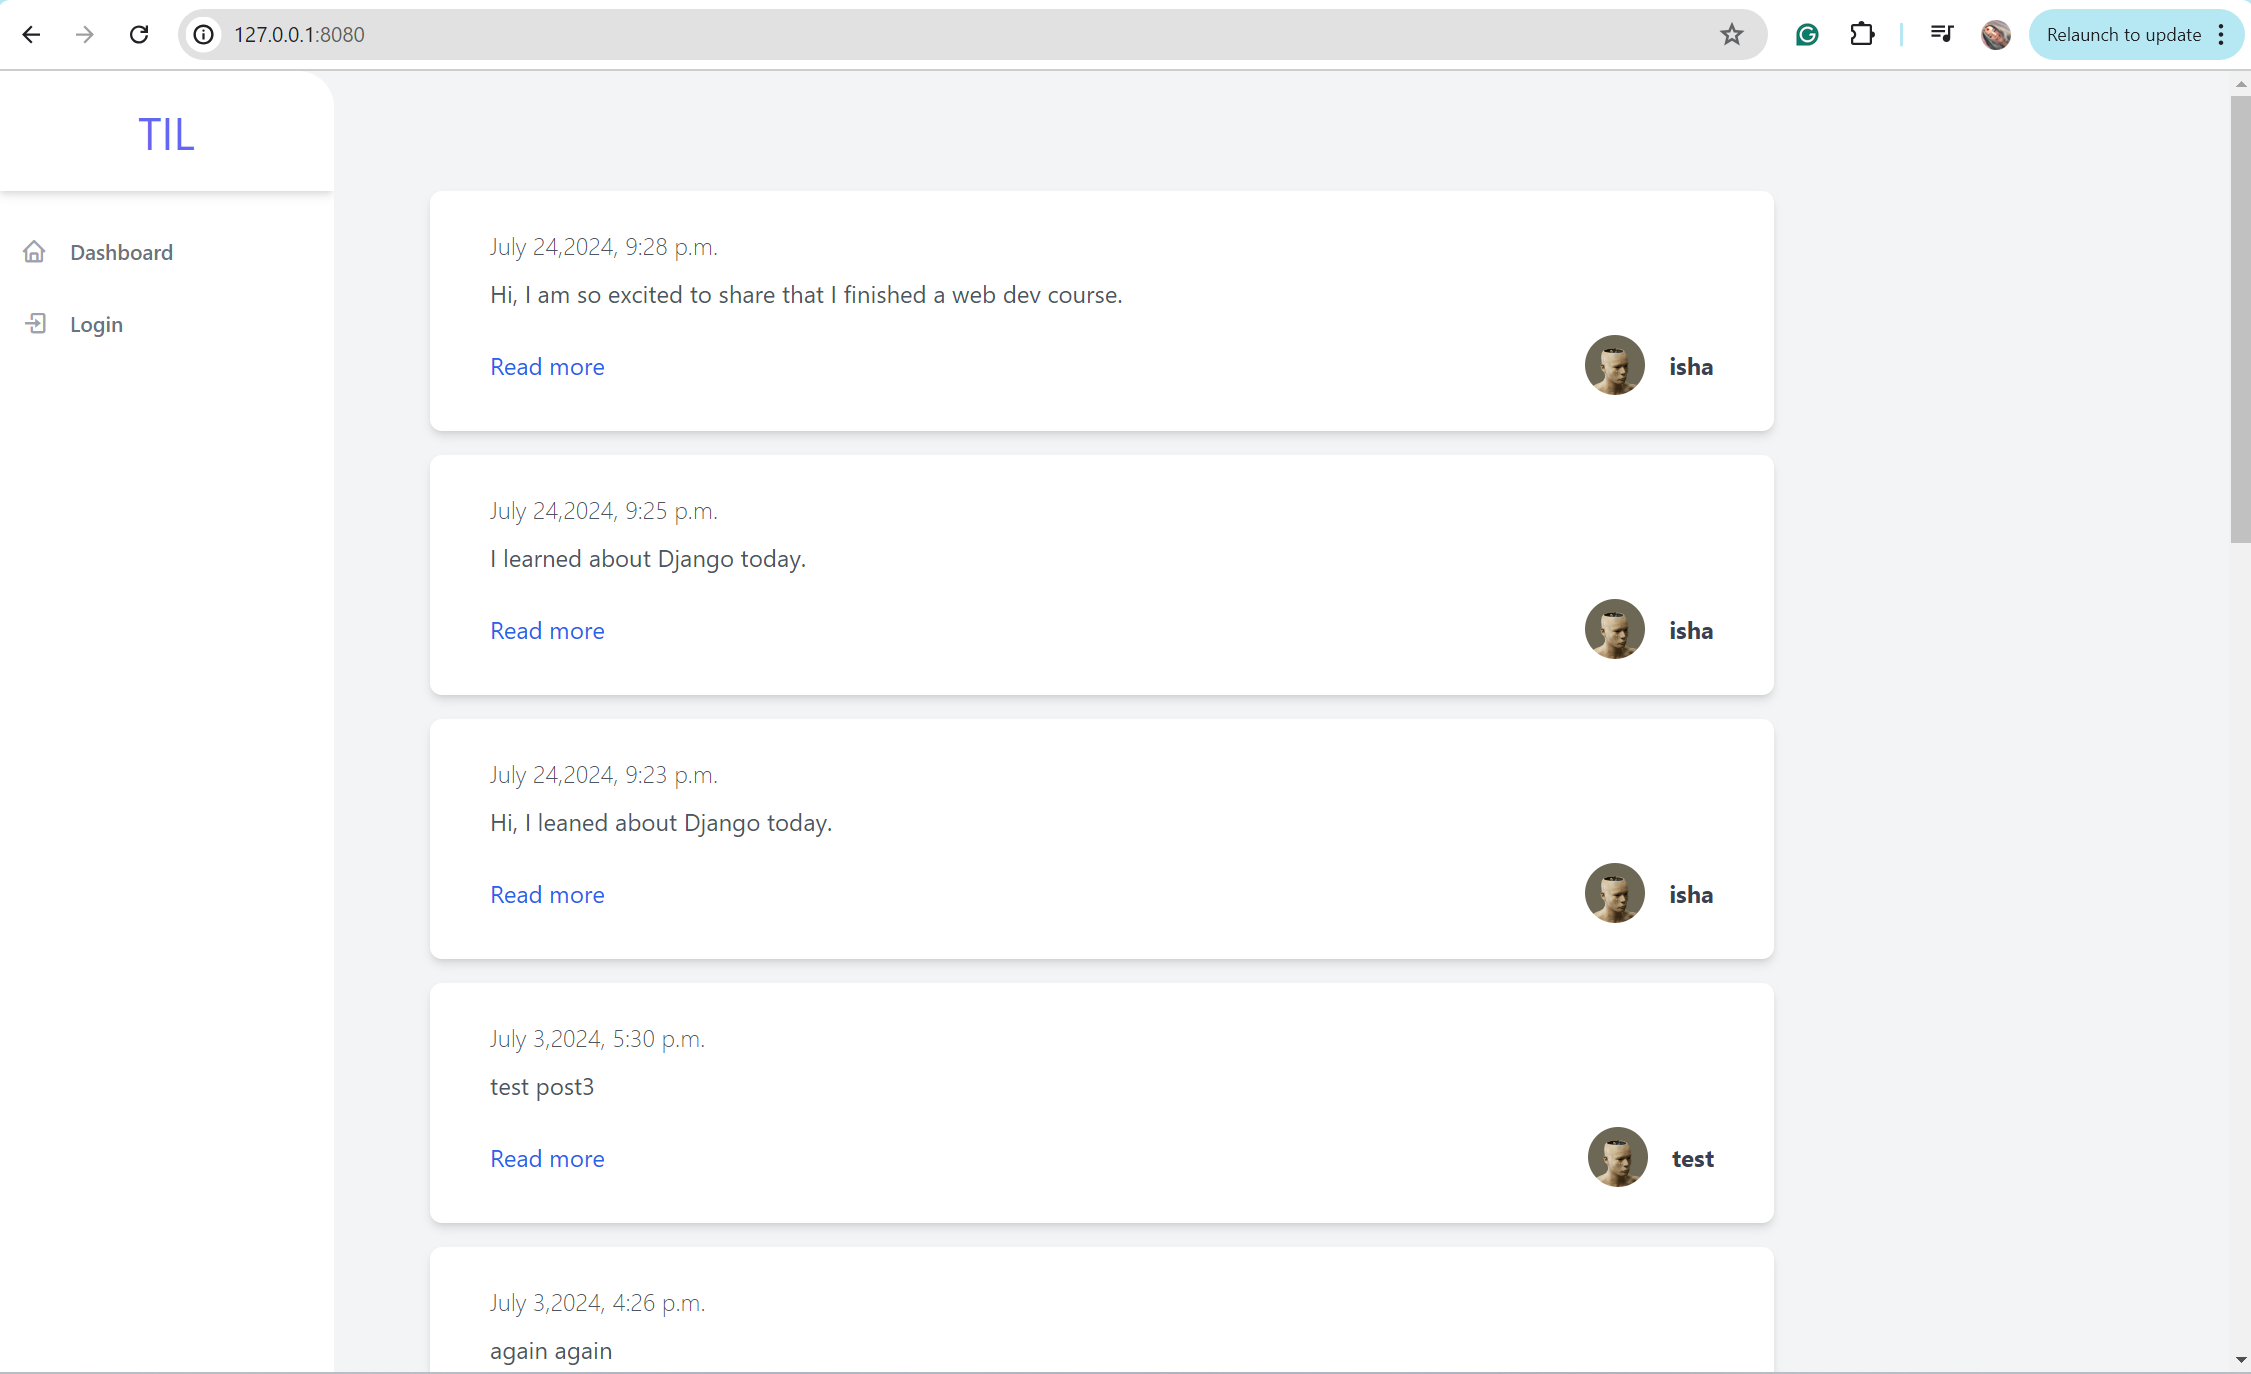 127.0.0.1:8080
Relaunch to update
TIL
Dashboard
Login
July 24,2024, 9:28 p.m.
Hi, I am so excited to share that I finished a web dev course.
Read more
isha
July 24,2024, 9:25 p.m.
I learned about Django today.
Read more
isha
July 24,2024, 9:23 p.m.
Hi, I leaned about Django today.
Read more
isha
July 3,2024, 5:30 p.m.
test post3
Read more
test
July 3,2024, 4:26 p.m.
again again